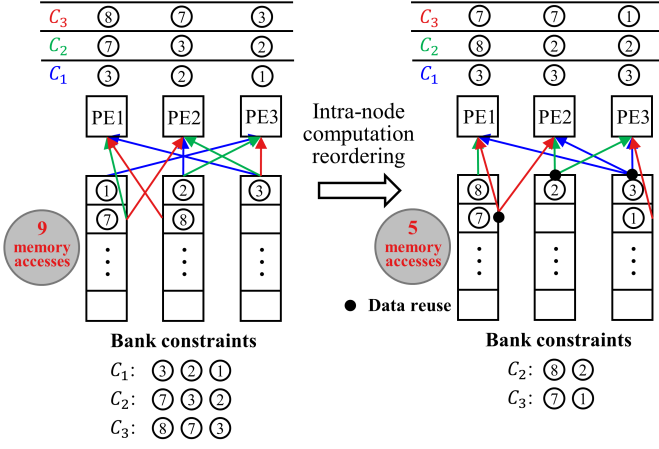 C₃ ⑧ ⑦ ③
C₂ ⑦ ③ ②
C₁ ③ ② ①
PE1 PE2 PE3
① ② ③
⑦ ⑧
9
memory
accesses
Bank constraints
C₁: ③ ② ①
C₂: ⑦ ③ ②
C₃: ⑧ ⑦ ③
Intra-node
computation
reordering
Data reuse
C₃ ⑦ ⑦ ①
C₂ ⑧ ② ②
C₁ ③ ③ ③
PE1 PE2 PE3
⑧ ② ③
⑦ ①
5
memory
accesses
Bank constraints
C₂: ⑧ ②
C₃: ⑦ ①